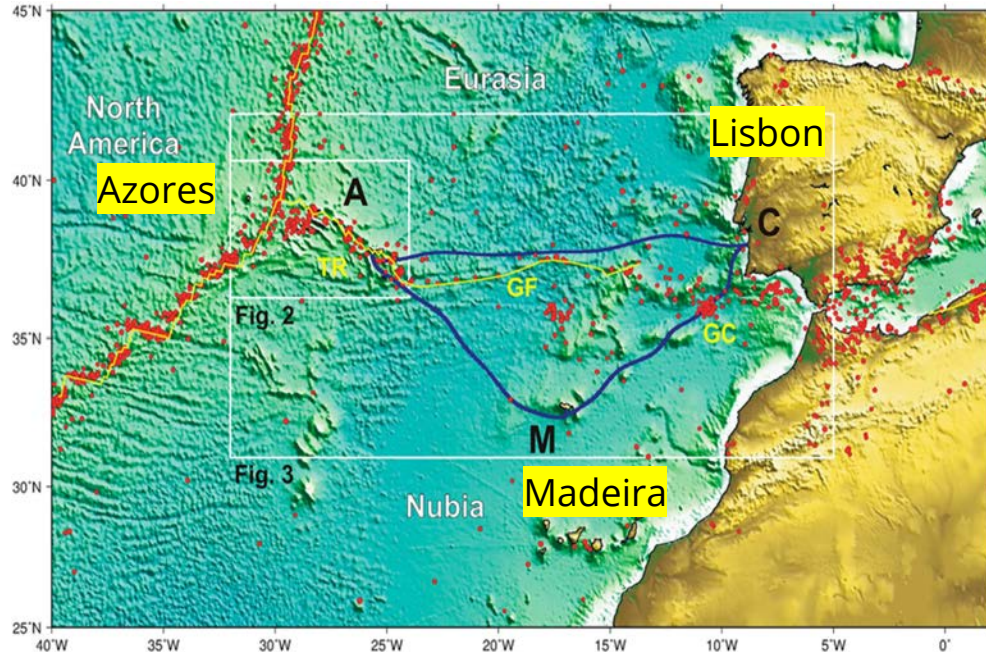 45°N
Eurasia
North
America
Lisbon
40°N
Azores
A
C
TR
GF
Fig. 2
GC
35°N
M
Fig. 3
Madeira
30°N
Nubia
25°N
40°W 35°W 30°W 25°W 20°W 15°W 10°W 5°W 0°